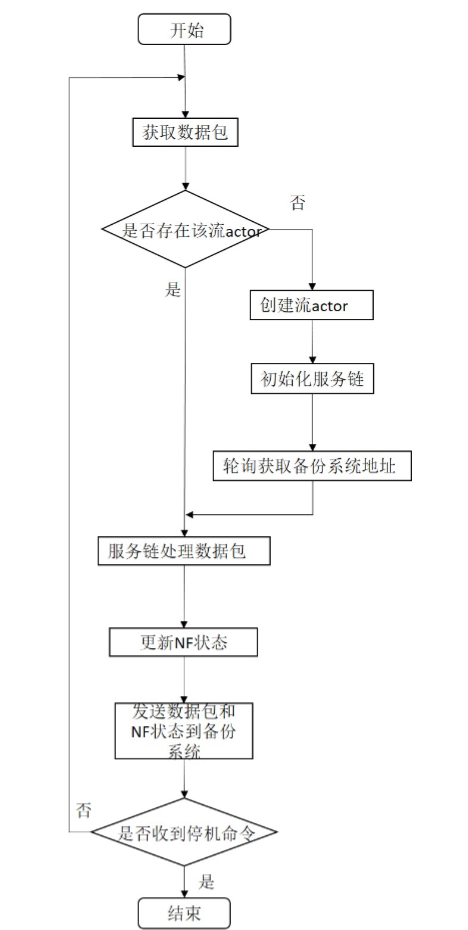 开始
获取数据包
是否存在该流actor
否
是
创建流actor
初始化服务链
轮询获取备份系统地址
服务链处理数据包
更新NF状态
发送数据包和
NF状态到备份
系统
否
是否收到停机命令
是
结束